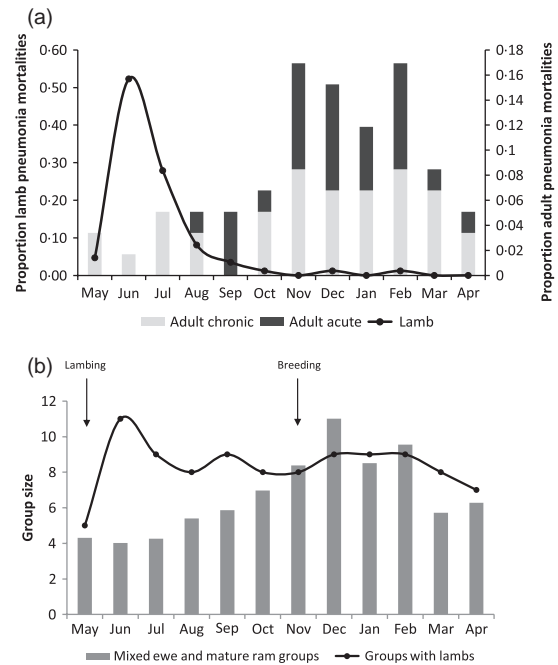 (a)
Proportion lamb pneumonia mortalities
0·60
0·50
0·40
0·30
0·20
0·10
0·00
0·18
0·16
0·14
0·12
0·1
0·08
0·06
0·04
0·02
0
Proportion adult pneumonia mortalities
May Jun Jul Aug Sep Oct Nov Dec Jan Feb Mar Apr
Adult chronic Adult acute Lamb
(b)
Lambing Breeding
Group size
12
10
8
6
4
2
0
May Jun Jul Aug Sep Oct Nov Dec Jan Feb Mar Apr
Mixed ewe and mature ram groups Groups with lambs